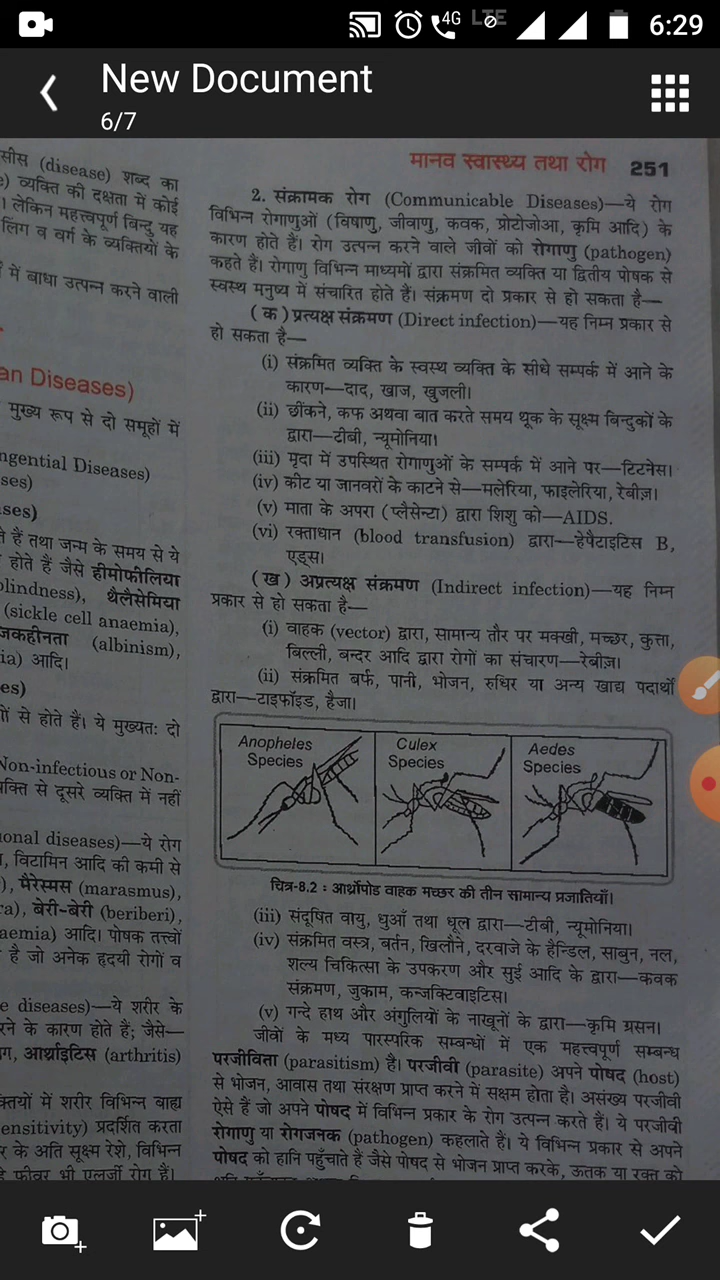 4G
LTE
6:29
New Document
6/7
सीस (disease) शब्द का
व्यक्ति की दक्षता में कोई
। लेकिन महत्त्वपूर्ण बिन्दु यह
लिंग व वर्ग के व्यक्तियों के
में बाधा उत्पन्न करने वाली
an Diseases)
मुख्य रूप से दो समूहों में
ngential Diseases)
ses)
ases)
ते हैं तथा जन्म के समय से ये
होते हैं जैसे हीमोफीलिया
blindness), थैलैसेमिया
(sickle cell anaemia),
जकहीनता (albinism),
ia) आदि।
es)
गों से होते हैं। ये मुख्यतः दो
Non-infectious or Non-
यक्ति से दूसरे व्यक्ति में नहीं
onal diseases)—ये रोग
विटामिन आदि की कमी से
), मैरेस्मस (marasmus),
ra), बेरी-बेरी (beriberi),
aemia) आदि। पोषक तत्त्वों
है जो अनेक हृदयी रोगों व
e diseases)—ये शरीर के
रने के कारण होते हैं; जैसे—
ग, आर्थ्राइटिस (arthritis)
क्तियों में शरीर विभिन्न बाह्य
ensitivity) प्रदर्शित करता
र के अति सूक्ष्म रेशे, विभिन्न
फीवर भी एलर्जी रोग हैं।
मानव स्वास्थ्य तथा रोग 251
2. संक्रामक रोग (Communicable Diseases)—ये रोग
विभिन्न रोगाणुओं (विषाणु, जीवाणु, कवक, प्रोटोजोआ, कृमि आदि) के
कारण होते हैं। रोग उत्पन्न करने वाले जीवों को रोगाणु (pathogen)
कहते हैं। रोगाणु विभिन्न माध्यमों द्वारा संक्रमित व्यक्ति या द्वितीय पोषक से
स्वस्थ मनुष्य में संचारित होते हैं। संक्रमण दो प्रकार से हो सकता है—
(क) प्रत्यक्ष संक्रमण (Direct infection)—यह निम्न प्रकार से
हो सकता है—
(i) संक्रमित व्यक्ति के स्वस्थ व्यक्ति के सीधे सम्पर्क में आने के
कारण—दाद, खाज, खुजली।
(ii) छींकने, कफ अथवा बात करते समय थूक के सूक्ष्म बिन्दुकों के
द्वारा—टीबी, न्यूमोनिया।
(iii) मृदा में उपस्थित रोगाणुओं के सम्पर्क में आने पर—टिटनेस।
(iv) कीट या जानवरों के काटने से—मलेरिया, फाइलेरिया, रेबीज़।
(v) माता के अपरा (प्लैसेन्टा) द्वारा शिशु को—AIDS.
(vi) रक्ताधान (blood transfusion) द्वारा—हेपैटाइटिस B,
एड्स।
(ख) अप्रत्यक्ष संक्रमण (Indirect infection)—यह निम्न
प्रकार से हो सकता है—
(i) वाहक (vector) द्वारा, सामान्य तौर पर मक्खी, मच्छर, कुत्ता,
बिल्ली, बन्दर आदि द्वारा रोगों का संचारण—रेबीज़।
(ii) संक्रमित बर्फ, पानी, भोजन, रुधिर या अन्य खाद्य पदार्थों
द्वारा—टाइफॉइड, हैजा।
Anopheles Species
Culex Species
Aedes Species
चित्र-8.2 : आर्थ्रोपोड वाहक मच्छर की तीन सामान्य प्रजातियाँ।
(iii) संदूषित वायु, धुआँ तथा धूल द्वारा—टीबी, न्यूमोनिया।
(iv) संक्रमित वस्त्र, बर्तन, खिलौने, दरवाजे के हैन्डिल, साबुन, नल,
शल्य चिकित्सा के उपकरण और सुई आदि के द्वारा—कवक
संक्रमण, जुकाम, कन्जक्टिवाइटिस।
(v) गन्दे हाथ और अंगुलियों के नाखूनों के द्वारा—कृमि ग्रसन।
जीवों के मध्य पारस्परिक सम्बन्धों में एक महत्त्वपूर्ण सम्बन्ध
परजीविता (parasitism) है। परजीवी (parasite) अपने पोषद (host)
से भोजन, आवास तथा संरक्षण प्राप्त करने में सक्षम होता है। असंख्य परजीवी
ऐसे हैं जो अपने पोषद में विभिन्न प्रकार के रोग उत्पन्न करते हैं। ये परजीवी
रोगाणु या रोगजनक (pathogen) कहलाते हैं। ये विभिन्न प्रकार से अपने
पोषद को हानि पहुँचाते हैं जैसे पोषद से भोजन प्राप्त करके, ऊतक या रक्त को